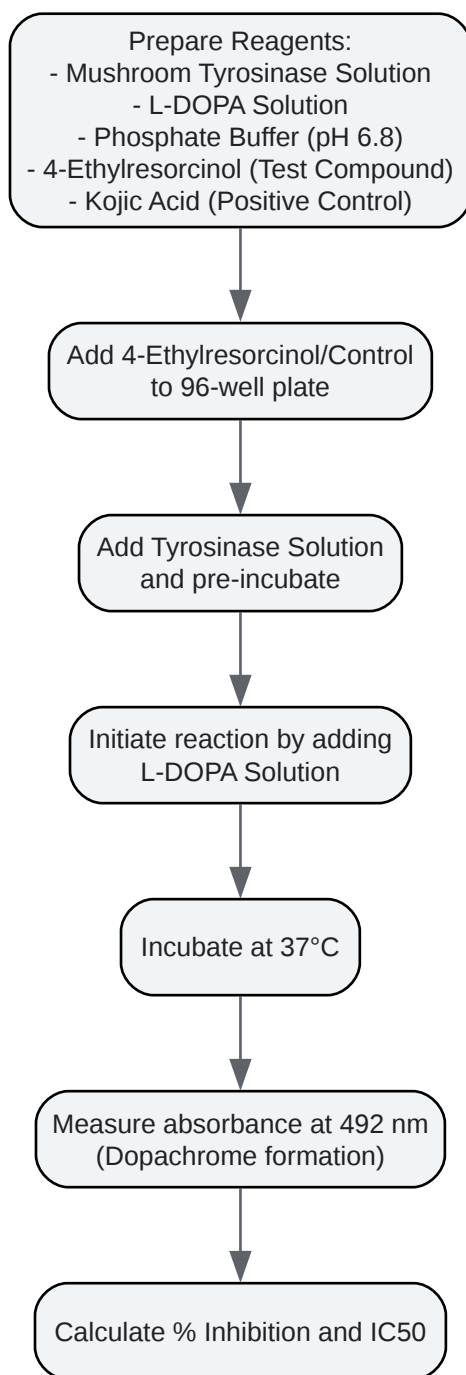 Prepare Reagents:
- Mushroom Tyrosinase Solution
- L-DOPA Solution
- Phosphate Buffer (pH 6.8)
- 4-Ethylresorcinol (Test Compound)
- Kojic Acid (Positive Control)
Add 4-Ethylresorcinol/Control
to 96-well plate
Add Tyrosinase Solution
and pre-incubate
Initiate reaction by adding
L-DOPA Solution
Incubate at 37°C
Measure absorbance at 492 nm
(Dopachrome formation)
Calculate % Inhibition and IC50